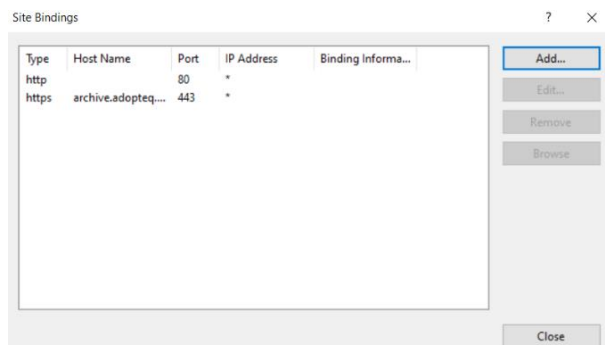 Site Bindings ? ×
Type Host Name Port IP Address Binding Informa... Add...
http 80 *
https archive.adopteq.... 443 *
Edit...
Remove
Browse
Close